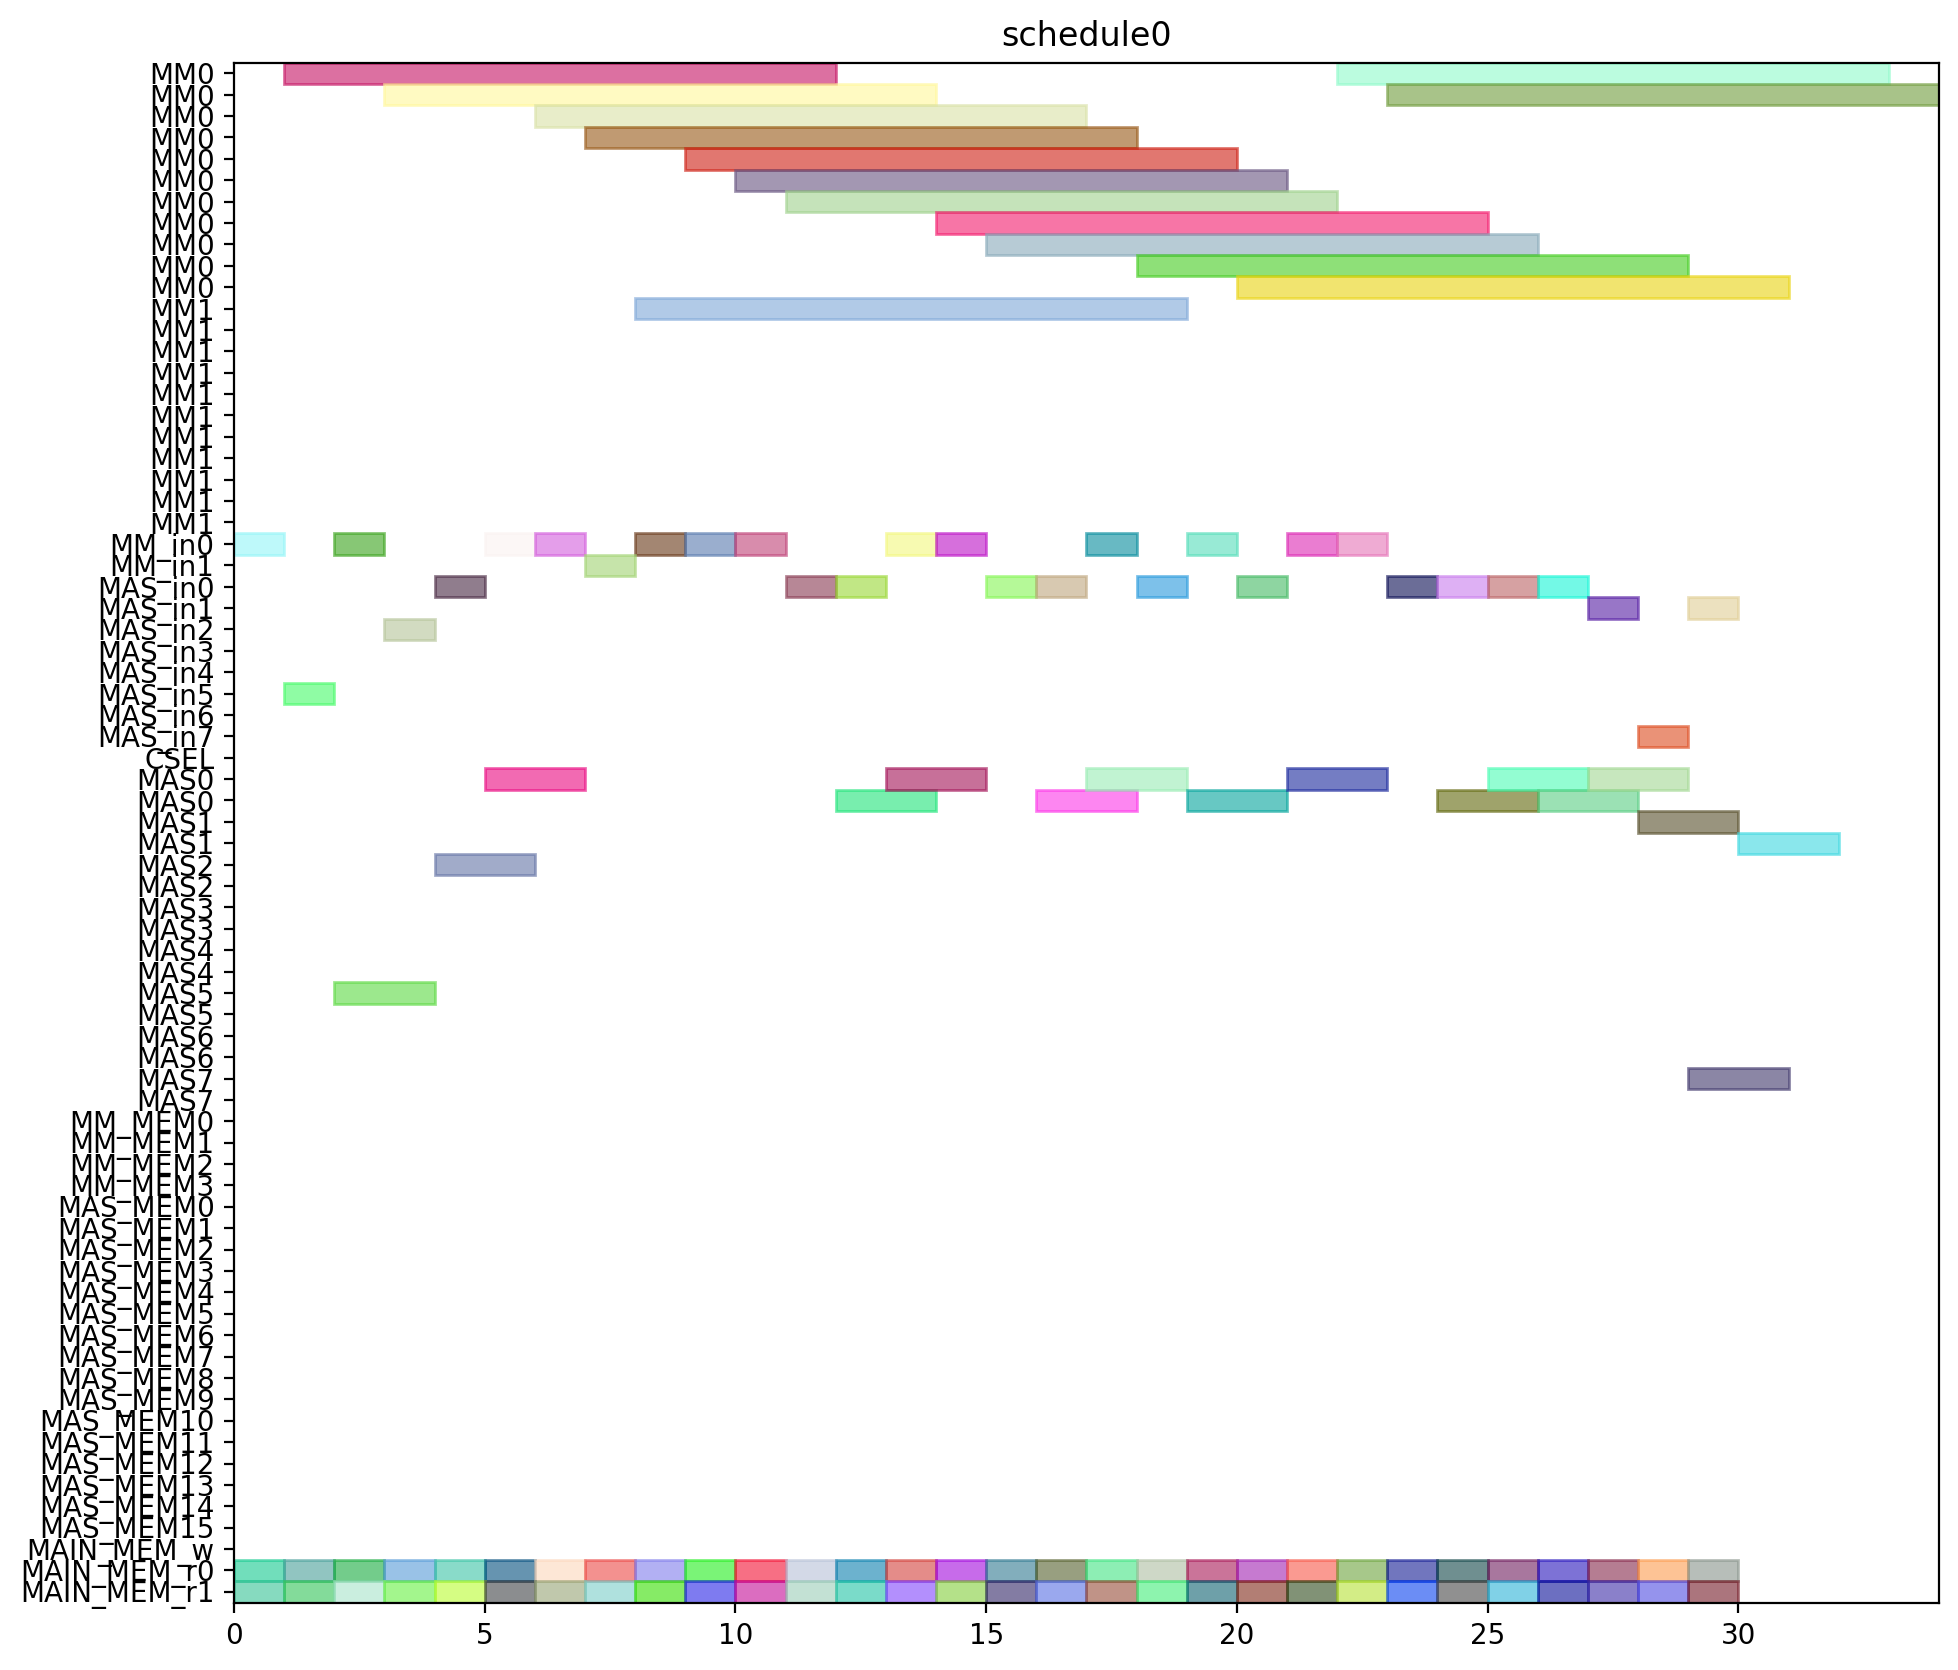 schedule0
MM0
MM0
MM0
MM0
MM0
MM0
MM0
MM0
MM0
MM0
MM0
MM1
MM1
MM1
MM1
MM1
MM1
MM1
MM1
MM1
MM1
MM1
MM_in0
MM_in1
MAS_in0
MAS_in1
MAS_in2
MAS_in3
MAS_in4
MAS_in5
MAS_in6
MAS_in7
CSEL
MAS0
MAS0
MAS1
MAS1
MAS2
MAS2
MAS3
MAS3
MAS4
MAS4
MAS5
MAS5
MAS6
MAS6
MAS7
MAS7
MM_MEM0
MM_MEM1
MM_MEM2
MM_MEM3
MAS_MEM0
MAS_MEM1
MAS_MEM2
MAS_MEM3
MAS_MEM4
MAS_MEM5
MAS_MEM6
MAS_MEM7
MAS_MEM8
MAS_MEM9
MAS_MEM10
MAS_MEM11
MAS_MEM12
MAS_MEM13
MAS_MEM14
MAS_MEM15
MAIN_MEM_w
MAIN_MEM_r0
MAIN_MEM_r1
0 5 10 15 20 25 30